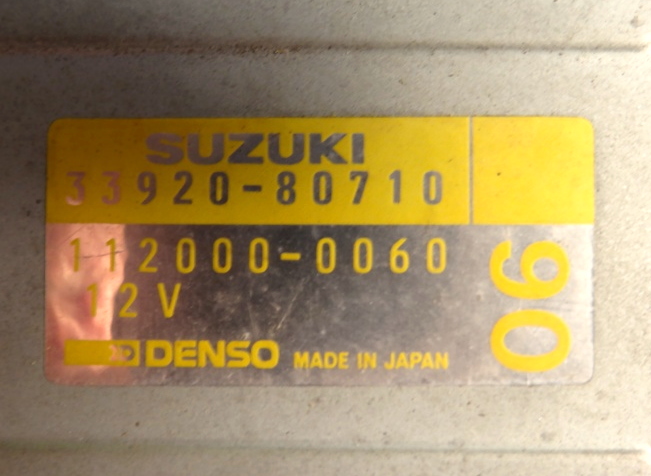 SUZUKI
33920-80710
112000-0060
12V
DENSO MADE IN JAPAN
06